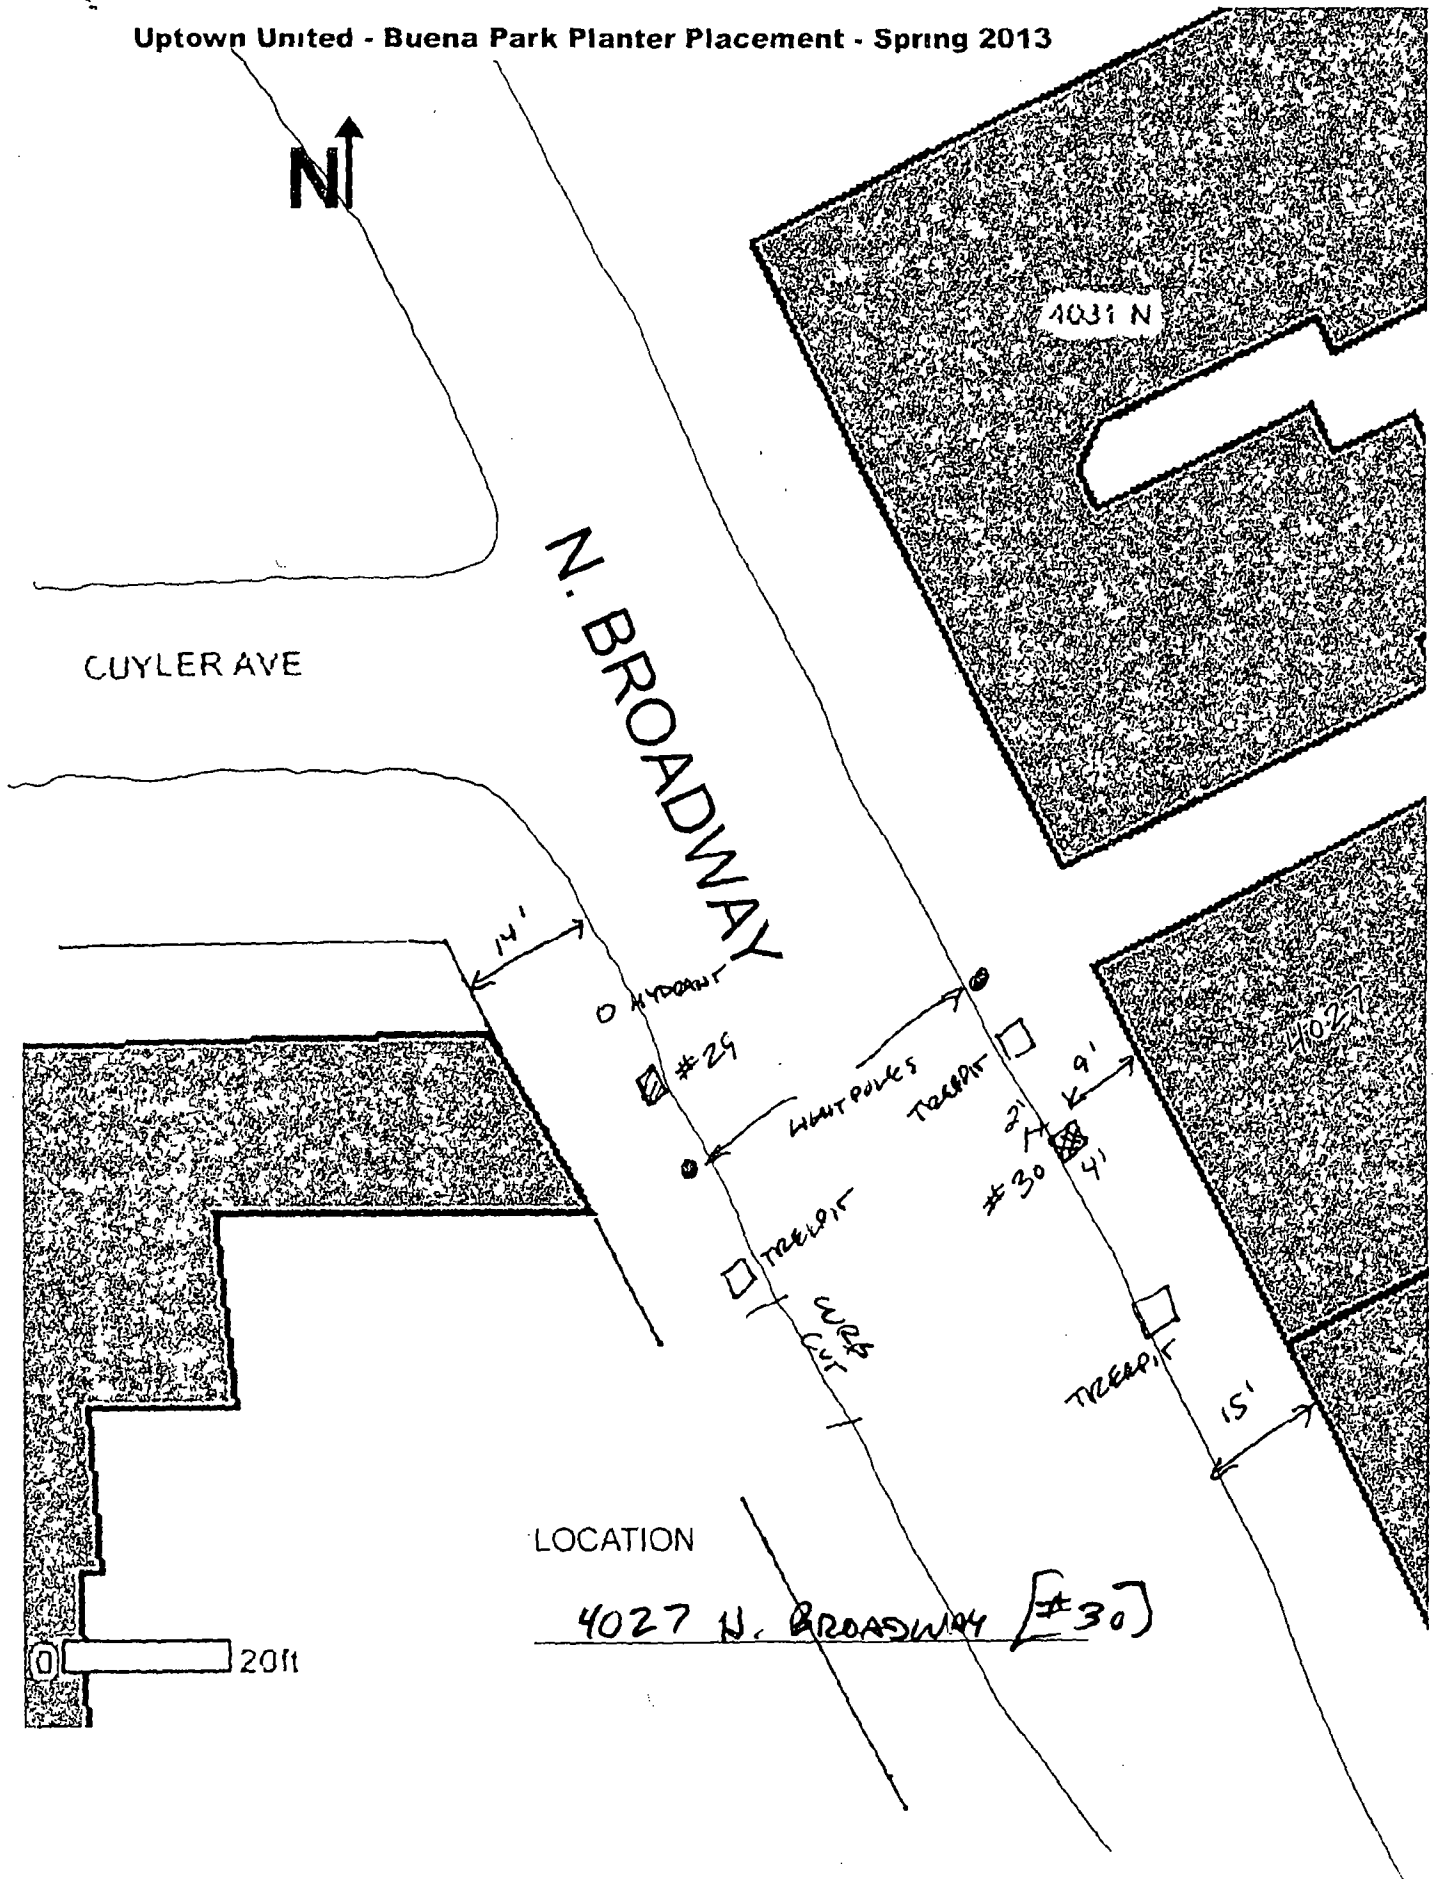 Uptown United - Buena Park Planter Placement - Spring 2013
N
4031 N
N. BROADWAY
CUYLER AVE
14'
HYDRANT
#29
LIGHT POLES
TREEPIT
9'
4027
2'
#30
4'
TREEPIT
CURB
CUT
TREEPIT
15'
LOCATION
4027 N. BROADWAY [#30]
0 20ft